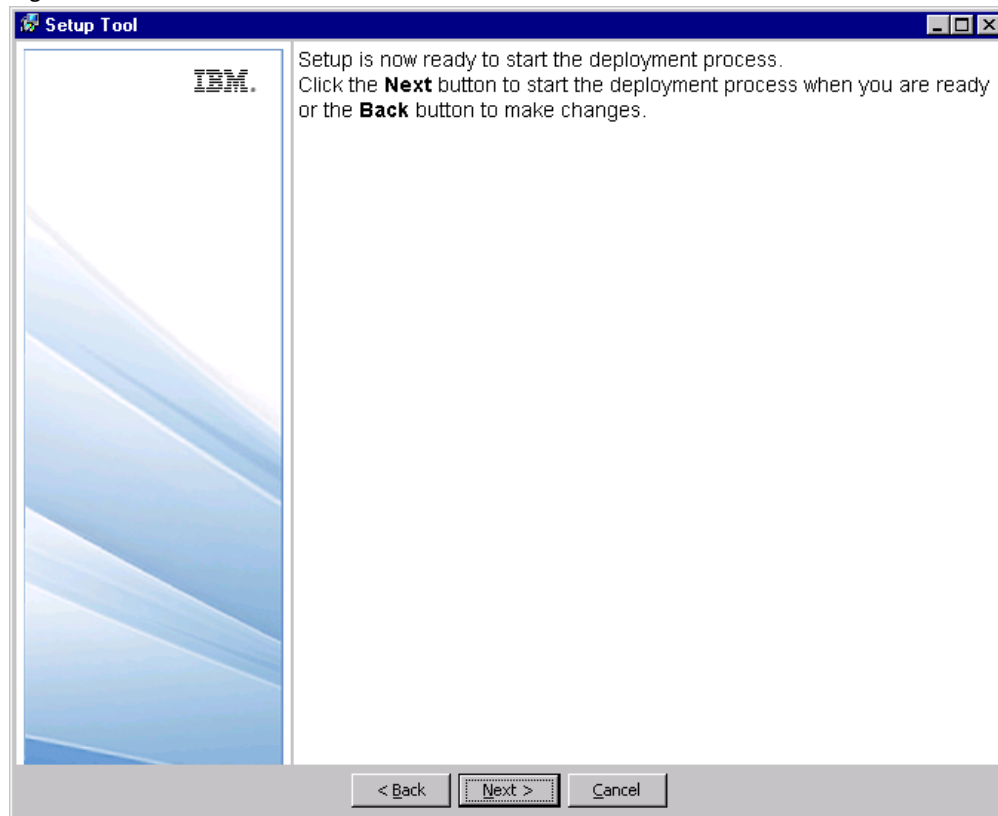 Setup Tool
IBM.
Setup is now ready to start the deployment process.
Click the Next button to start the deployment process when you are ready
or the Back button to make changes.
< Back
Next >
Cancel